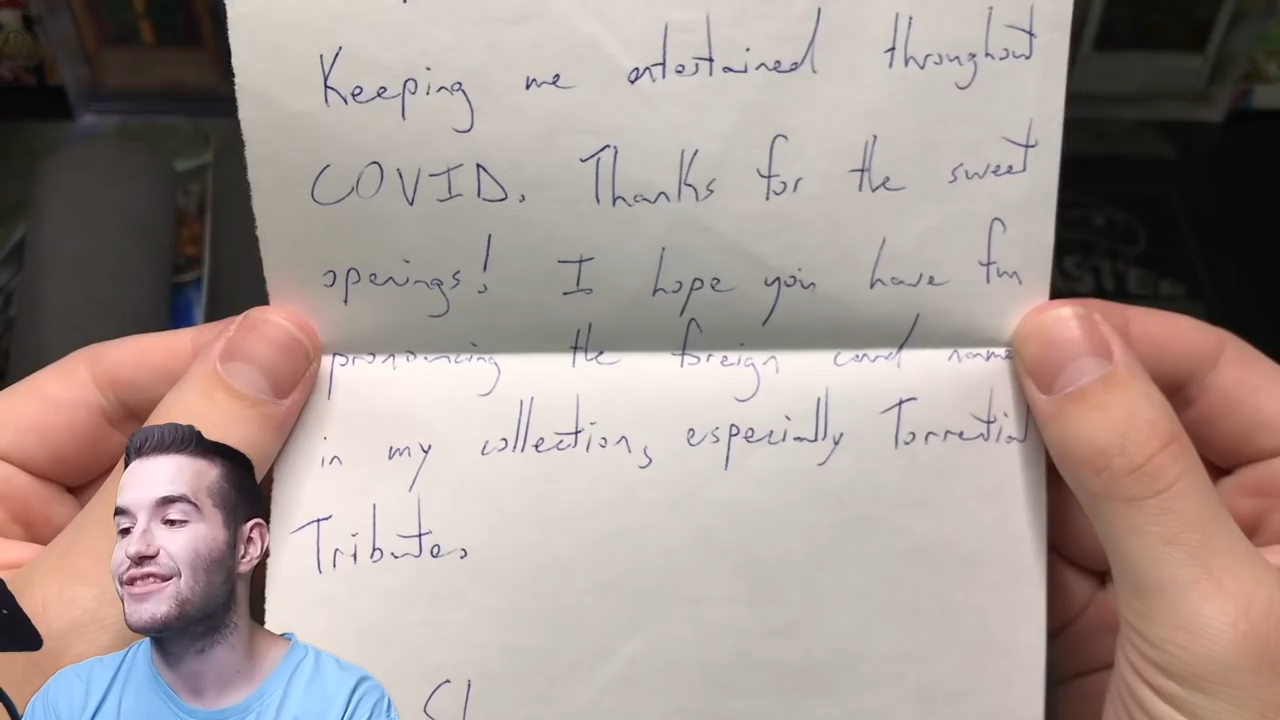 Keeping me entertained throughout
COVID. Thanks for the sweet
openings! I hope you have fun
pronouncing the foreign card name
in my collection, especially Torrential
Tribute.